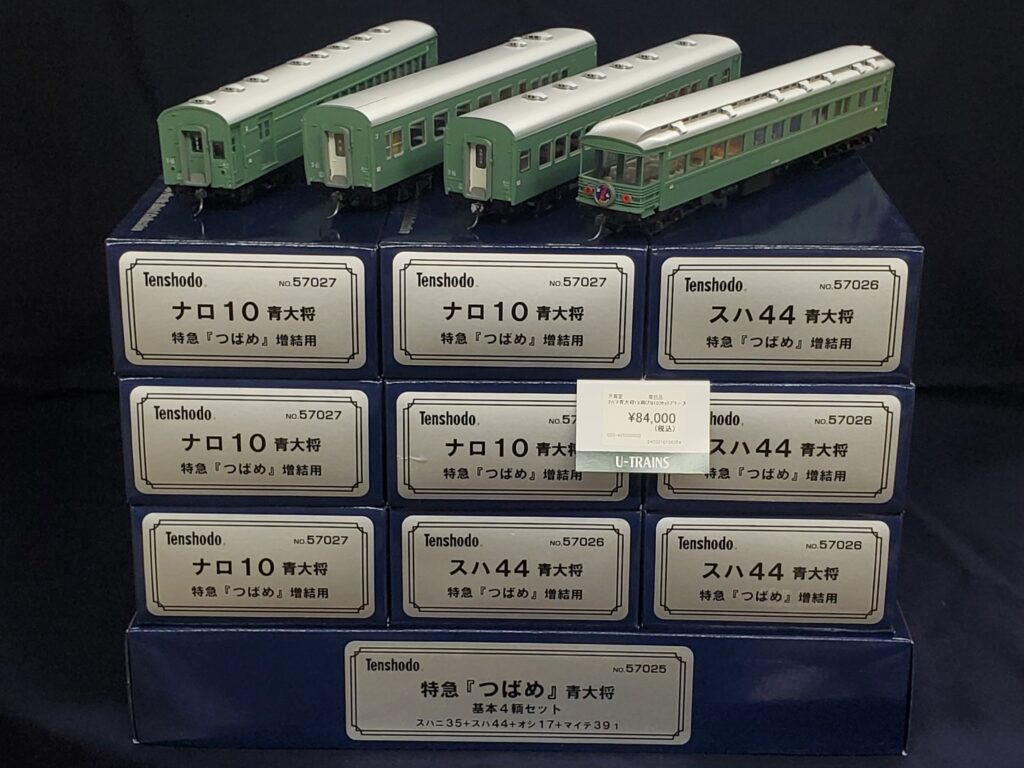 Tenshodo. NO.57027
ナロ10 青大将
特急『つばめ』増結用
Tenshodo. NO.57027
ナロ10 青大将
特急『つばめ』増結用
Tenshodo. NO.57026
スハ44 青大将
特急『つばめ』増結用
Tenshodo. NO.57027
ナロ10 青大将
特急『つばめ』増結用
Tenshodo.
ナロ10
特急『つばめ』増結用
¥84,000
(税込)
U-TRAINS
NO.57026
スハ44 青大将
特急『つばめ』増結用
Tenshodo. NO.57027
ナロ10 青大将
特急『つばめ』増結用
Tenshodo. NO.57026
スハ44 青大将
特急『つばめ』増結用
Tenshodo. NO.57026
スハ44 青大将
特急『つばめ』増結用
Tenshodo. NO.57025
特急『つばめ』青大将
基本4輌セット
スハニ35+スハ44+オシ17+マイテ39 1